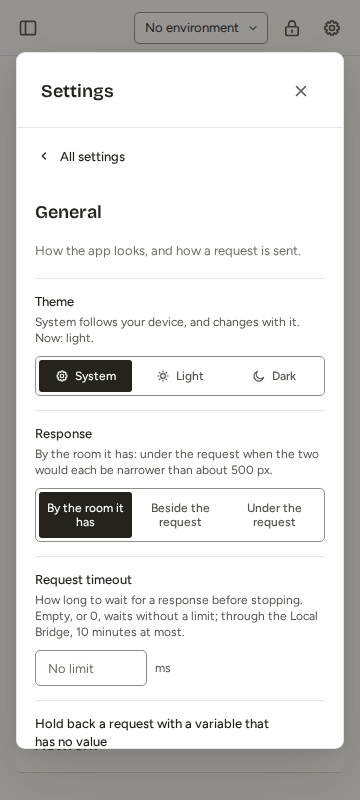 No environment
Settings
All settings
General
How the app looks, and how a request is sent.
Theme
System follows your device, and changes with it.
Now: light.
System
Light
Dark
Response
By the room it has: under the request when the two
would each be narrower than about 500 px.
By the room it
has
Beside the
request
Under the
request
Request timeout
How long to wait for a response before stopping.
Empty, or 0, waits without a limit; through the Local
Bridge, 10 minutes at most.
No limit
ms
Hold back a request with a variable that
has no value